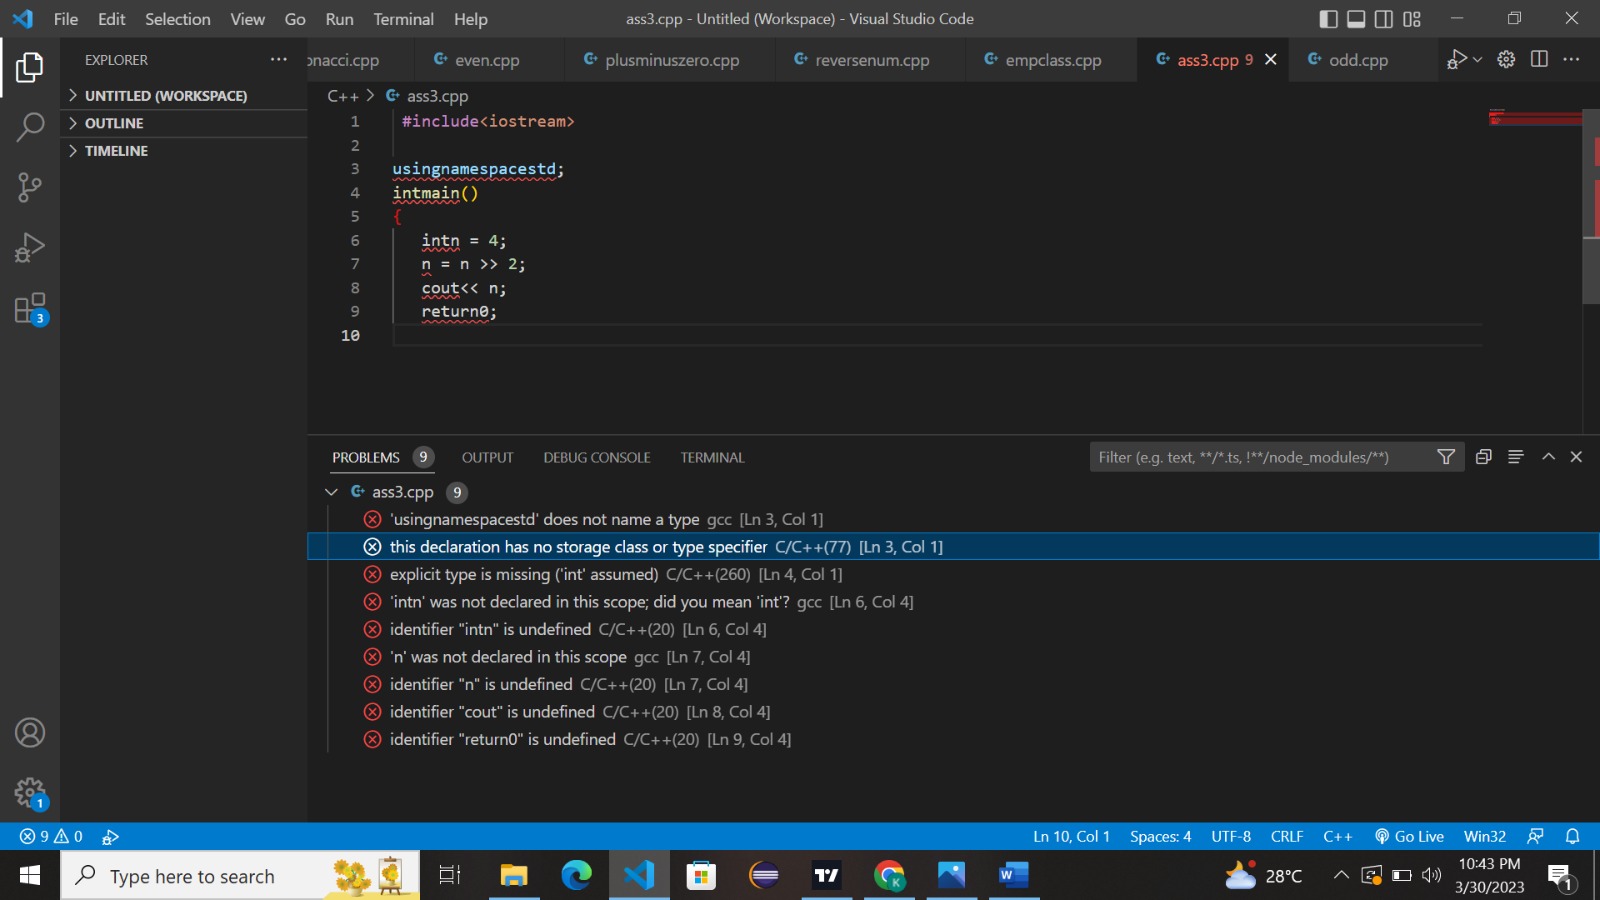 File Edit Selection View Go Run Terminal Help ass3.cpp - Untitled (Workspace) - Visual Studio Code
EXPLORER ··· onacci.cpp even.cpp plusminuszero.cpp reversenum.cpp empclass.cpp ass3.cpp 9 odd.cpp ···
UNTITLED (WORKSPACE)
OUTLINE
TIMELINE
C++ > ass3.cpp
1 #include<iostream>
2
3 usingnamespacestd;
4 intmain()
5 {
6 intn = 4;
7 n = n >> 2;
8 cout<< n;
9 return0;
10
3
PROBLEMS 9 OUTPUT DEBUG CONSOLE TERMINAL Filter (e.g. text, **/*.ts, !**/node_modules/**)
ass3.cpp 9
'usingnamespacestd' does not name a type gcc [Ln 3, Col 1]
this declaration has no storage class or type specifier C/C++(77) [Ln 3, Col 1]
explicit type is missing ('int' assumed) C/C++(260) [Ln 4, Col 1]
'intn' was not declared in this scope; did you mean 'int'? gcc [Ln 6, Col 4]
identifier "intn" is undefined C/C++(20) [Ln 6, Col 4]
'n' was not declared in this scope gcc [Ln 7, Col 4]
identifier "n" is undefined C/C++(20) [Ln 7, Col 4]
identifier "cout" is undefined C/C++(20) [Ln 8, Col 4]
identifier "return0" is undefined C/C++(20) [Ln 9, Col 4]
1
9 0 Ln 10, Col 1 Spaces: 4 UTF-8 CRLF C++ Go Live Win32
Type here to search 28°C 10:43 PM
3/30/2023 1